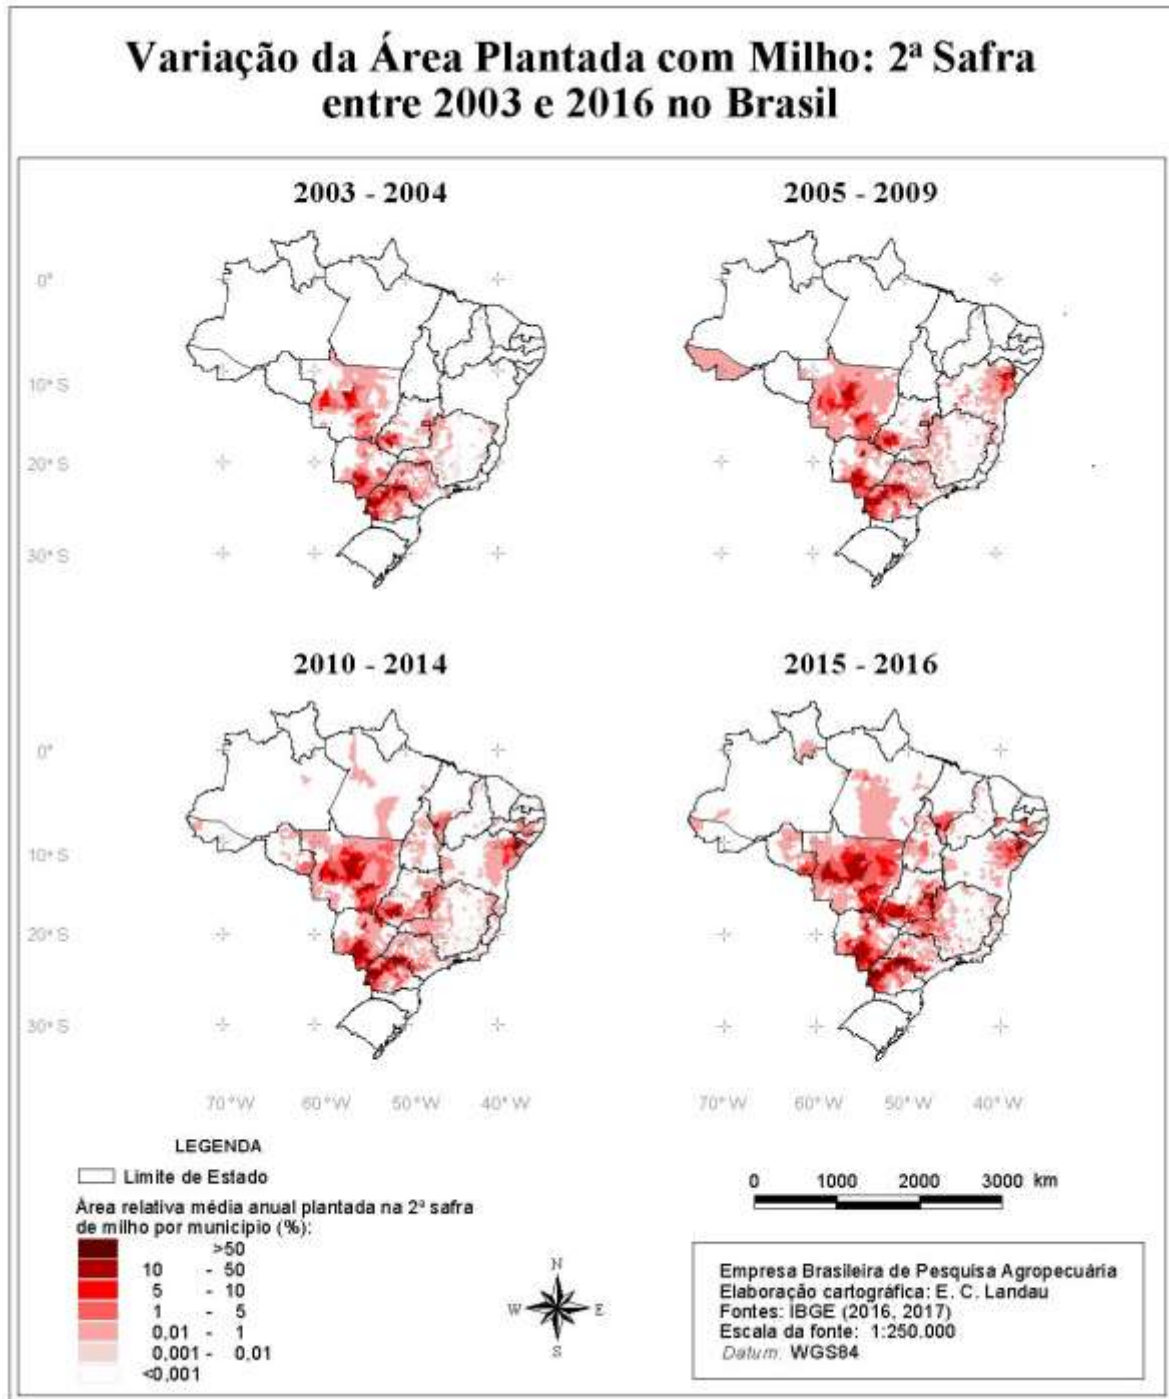 Variação da Área Plantada com Milho: 2ª Safra
entre 2003 e 2016 no Brasil
2003 - 2004
2005 - 2009
0°
10° S
20° S
30° S
2010 - 2014
2015 - 2016
0°
10° S
20° S
30° S
70° W 60° W 50° W 40° W
70° W 60° W 50° W 40° W
LEGENDA
Limite de Estado
Área relativa média anual plantada na 2ª safra
de milho por município (%):
>50
10 - 50
5 - 10
1 - 5
0,01 - 1
0,001 - 0,01
<0,001
N
W E
S
0 1000 2000 3000 km
Empresa Brasileira de Pesquisa Agropecuária
Elaboração cartográfica: E. C. Landau
Fontes: IBGE (2016, 2017)
Escala da fonte: 1:250.000
Datum: WGS84